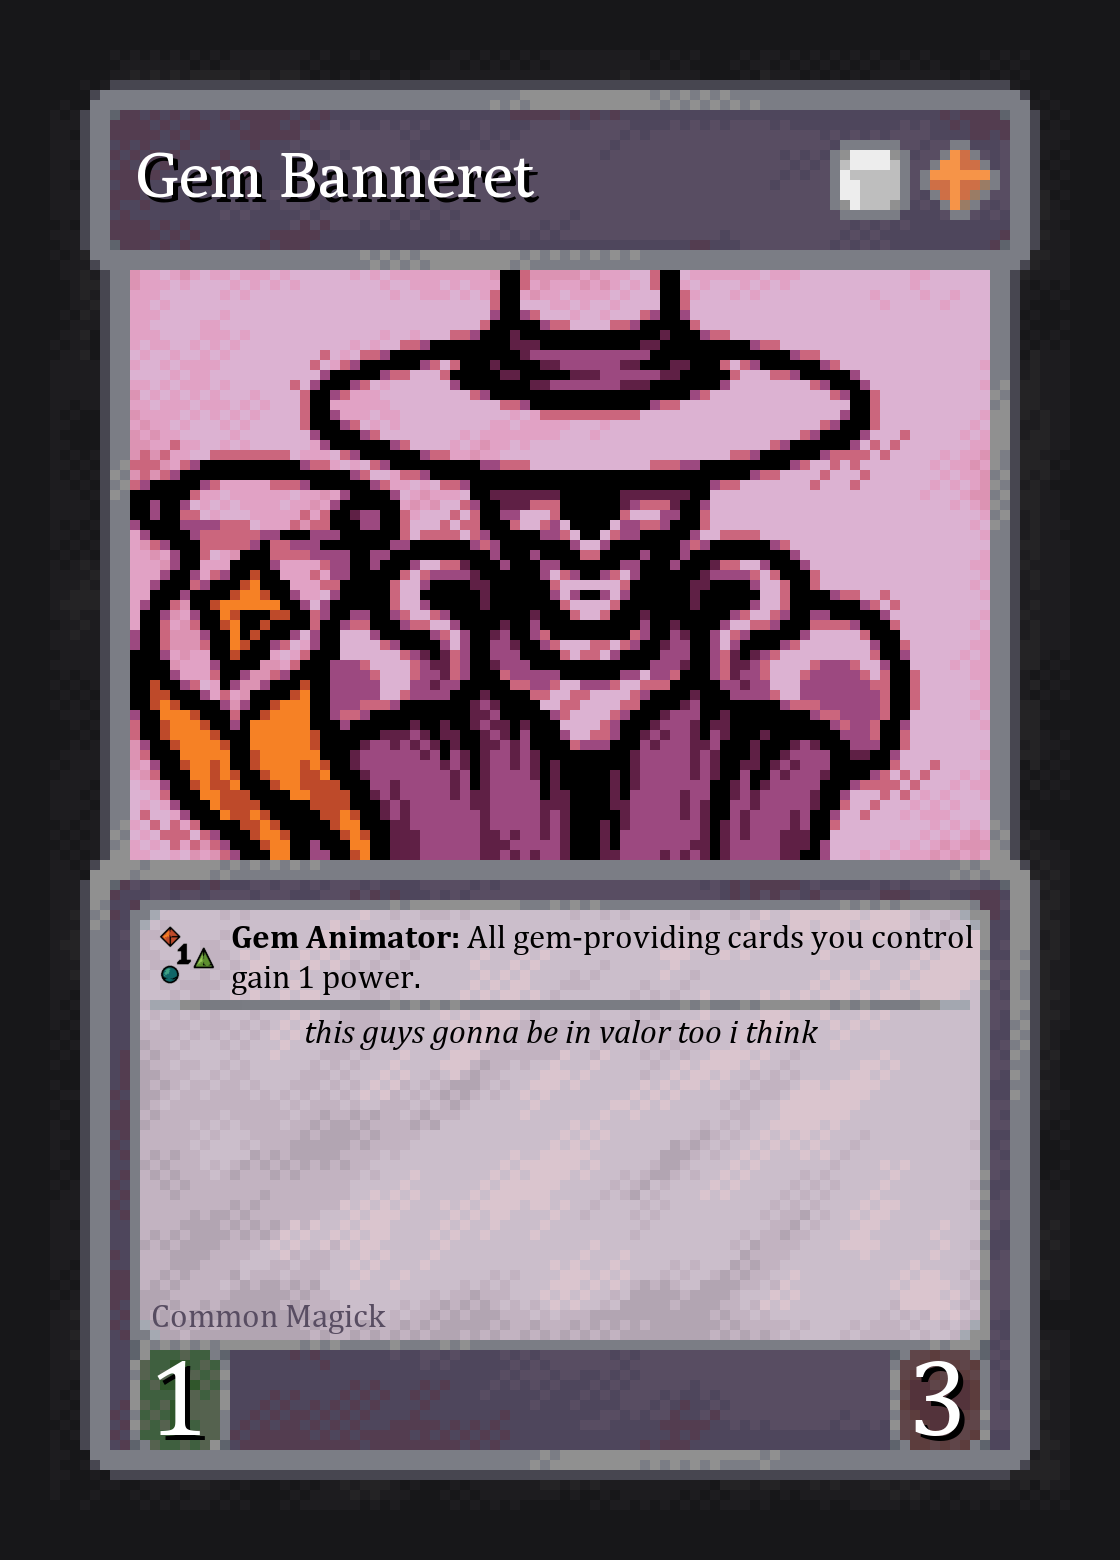 Gem Banneret
1
Gem Animator: All gem-providing cards you control
gain 1 power.
this guys gonna be in valor too i think
Common Magick
1
3